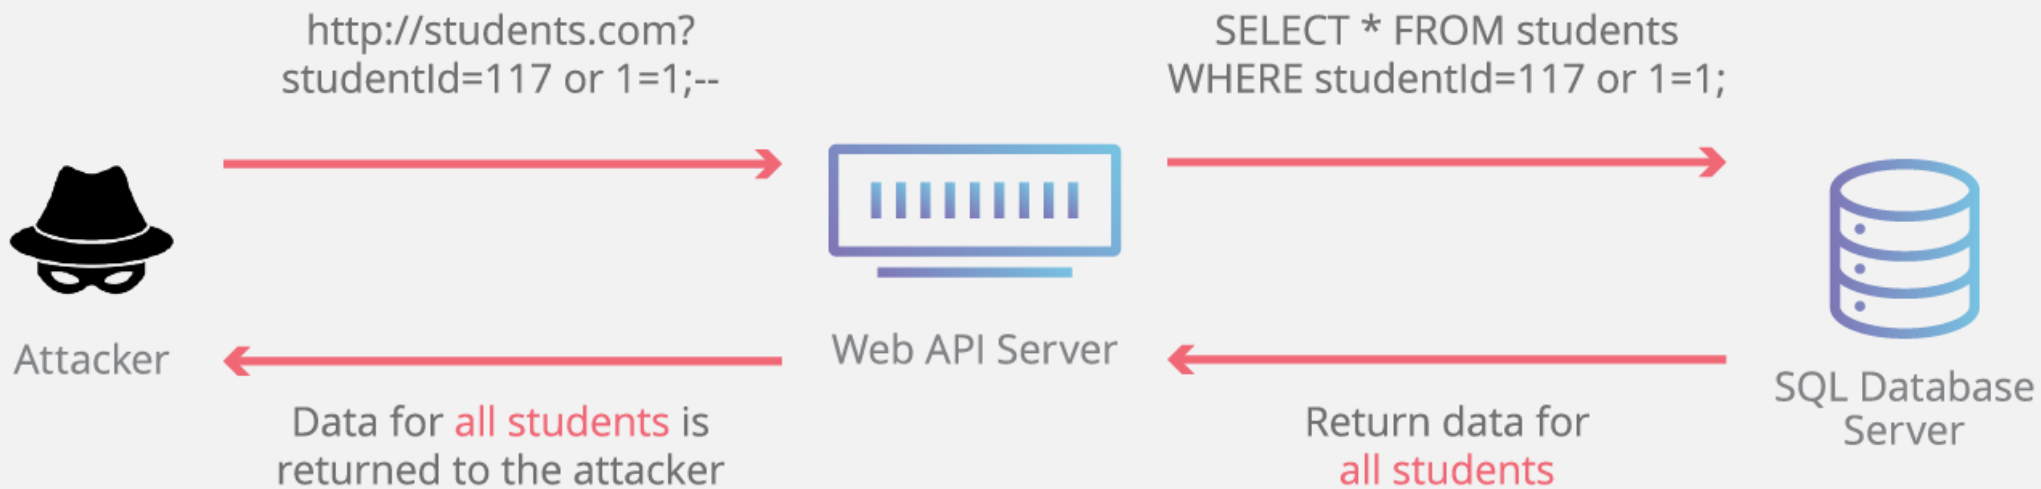 http://students.com?
studentId=117 or 1=1;--
SELECT * FROM students
WHERE studentId=117 or 1=1;
Attacker
Web API Server
SQL Database
Server
Data for all students is
returned to the attacker
Return data for
all students